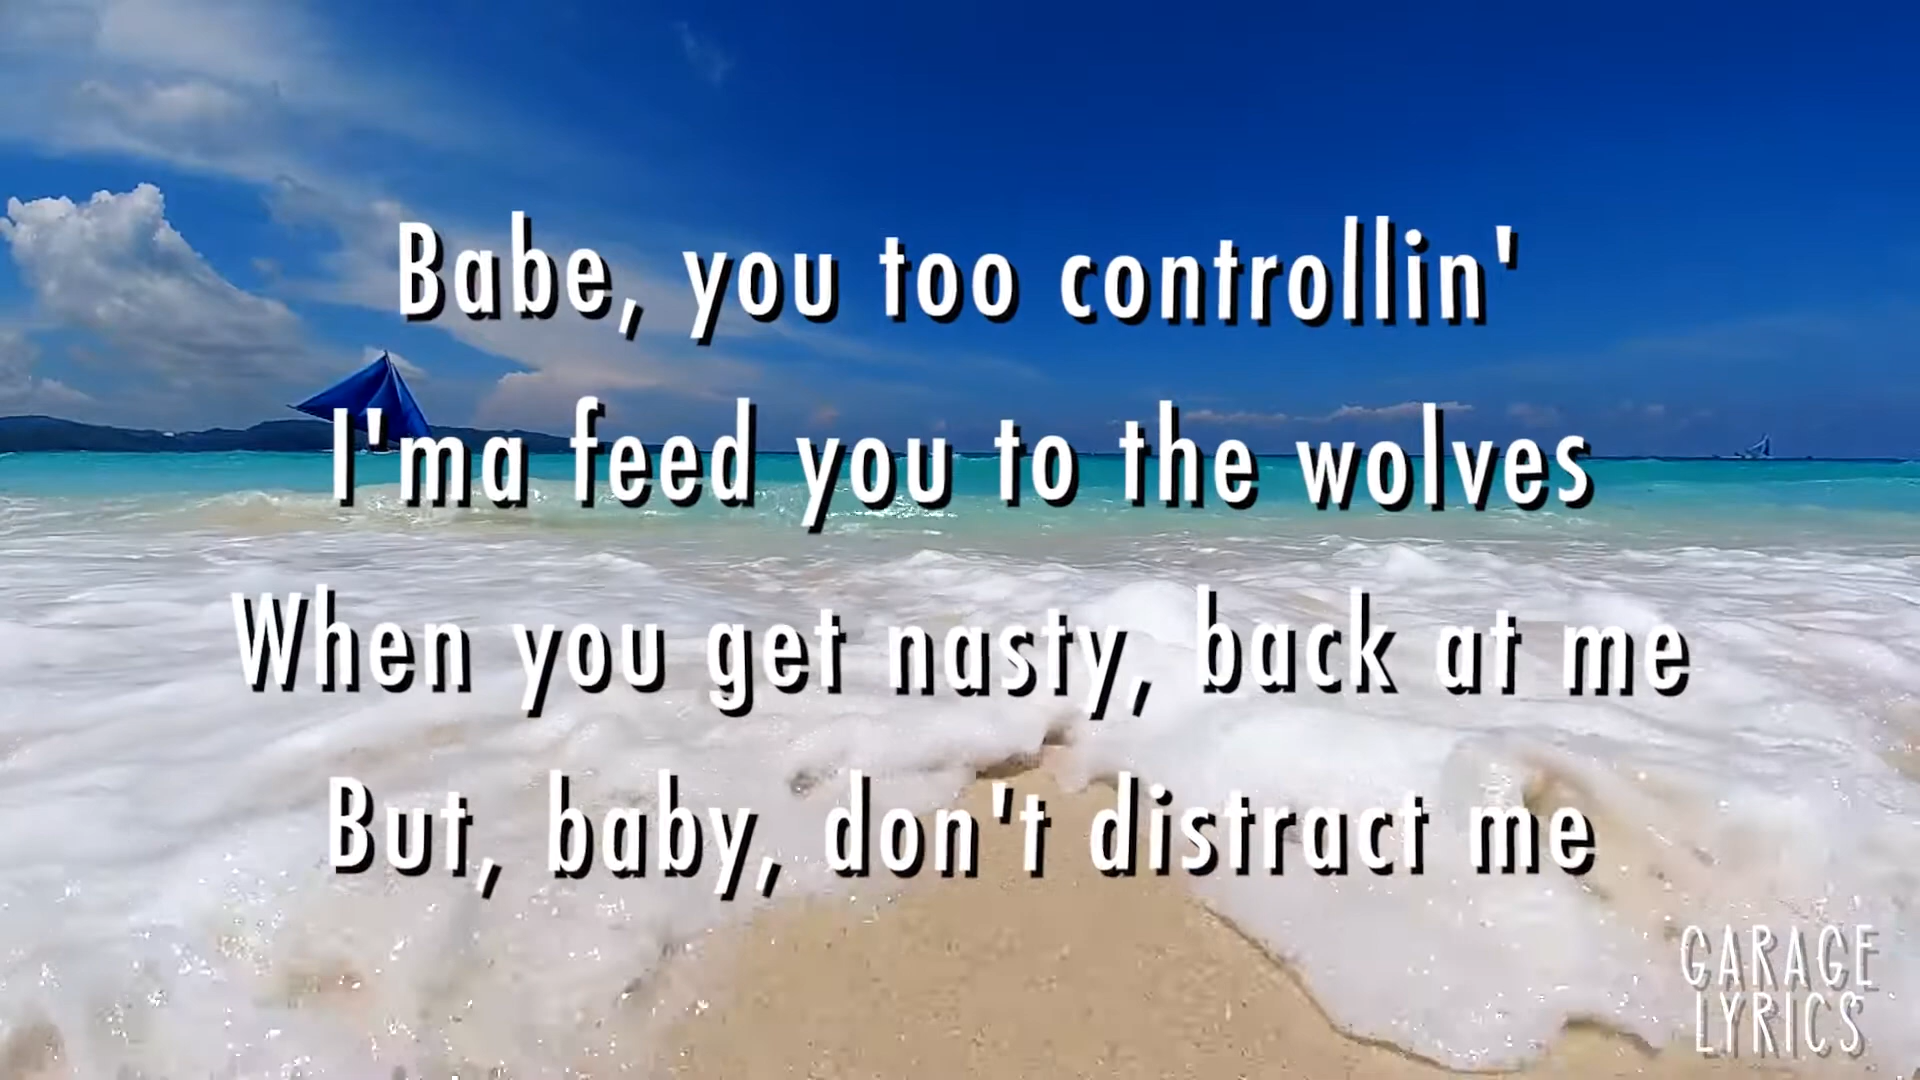 Babe, you too controllin'
I'ma feed you to the wolves
When you get nasty, back at me
But, baby, don't distract me
GARAGE
LYRICS